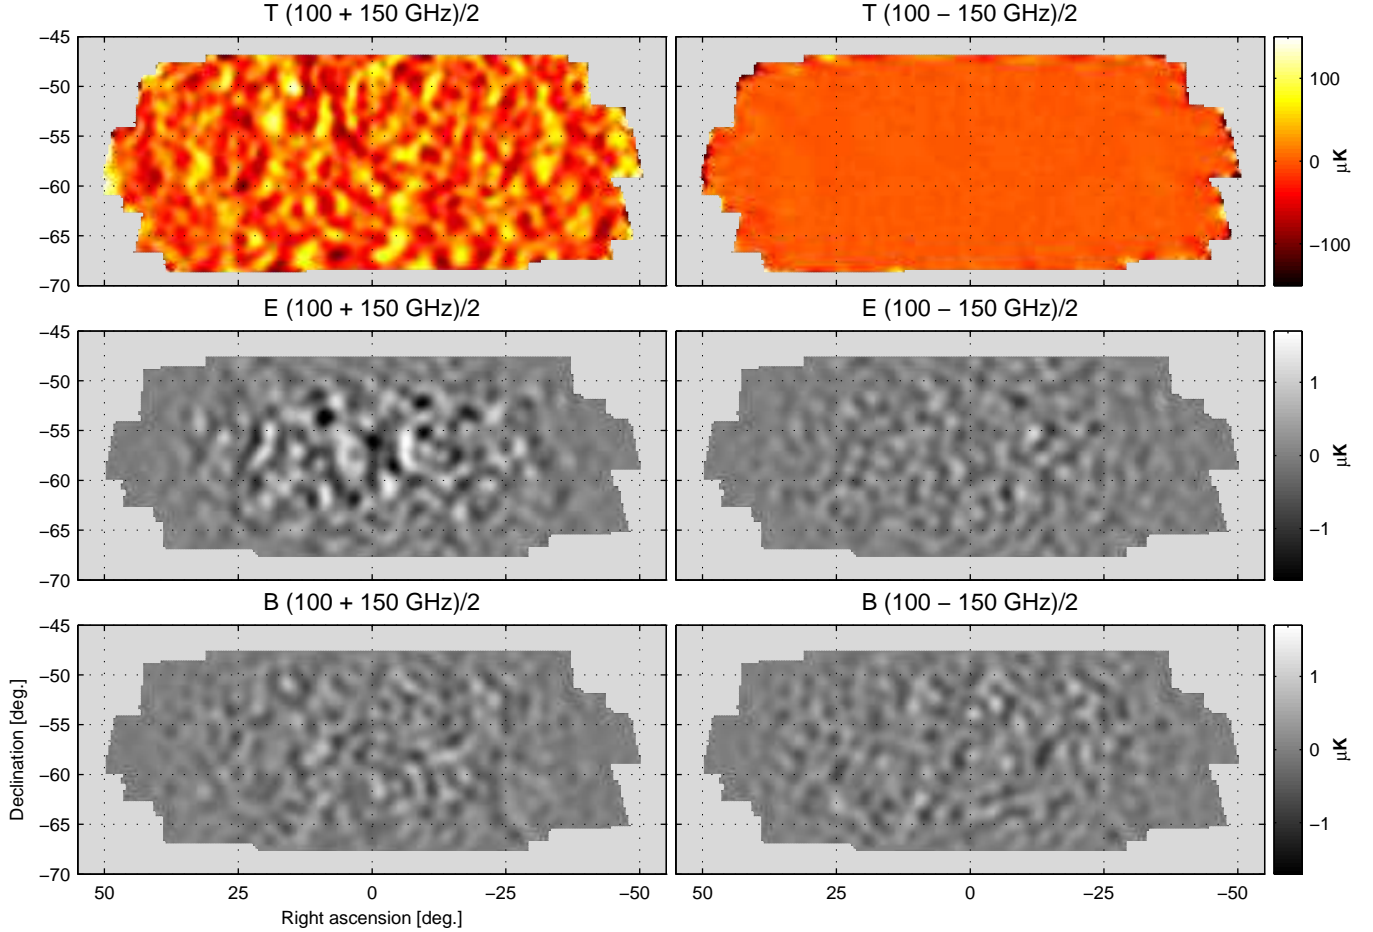 T (100 + 150 GHz)/2
T (100 − 150 GHz)/2
−45
−50
−55
−60
−65
−70
100
0
−100
μK
E (100 + 150 GHz)/2
E (100 − 150 GHz)/2
−45
−50
−55
−60
−65
−70
1
0
−1
μK
B (100 + 150 GHz)/2
B (100 − 150 GHz)/2
−45
−50
−55
−60
−65
−70
Declination [deg.]
1
0
−1
μK
50 25 0 −25 −50
50 25 0 −25 −50
Right ascension [deg.]